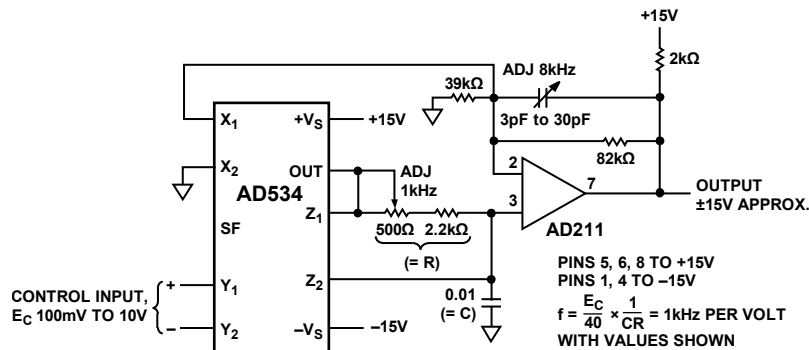 +15V
2kΩ
ADJ 8kHz
39kΩ
3pF to 30pF
82kΩ
X1
+VS
+15V
X2
OUT
ADJ
1kHz
AD534
Z1
SF
500Ω
2.2kΩ
(= R)
2
3
7
AD211
OUTPUT
±15V APPROX.
Z2
0.01
(= C)
CONTROL INPUT,
EC 100mV TO 10V
+
Y1
–
Y2
–VS
–15V
PINS 5, 6, 8 TO +15V
PINS 1, 4 TO –15V
f = EC/40 × 1/CR = 1kHz PER VOLT
WITH VALUES SHOWN